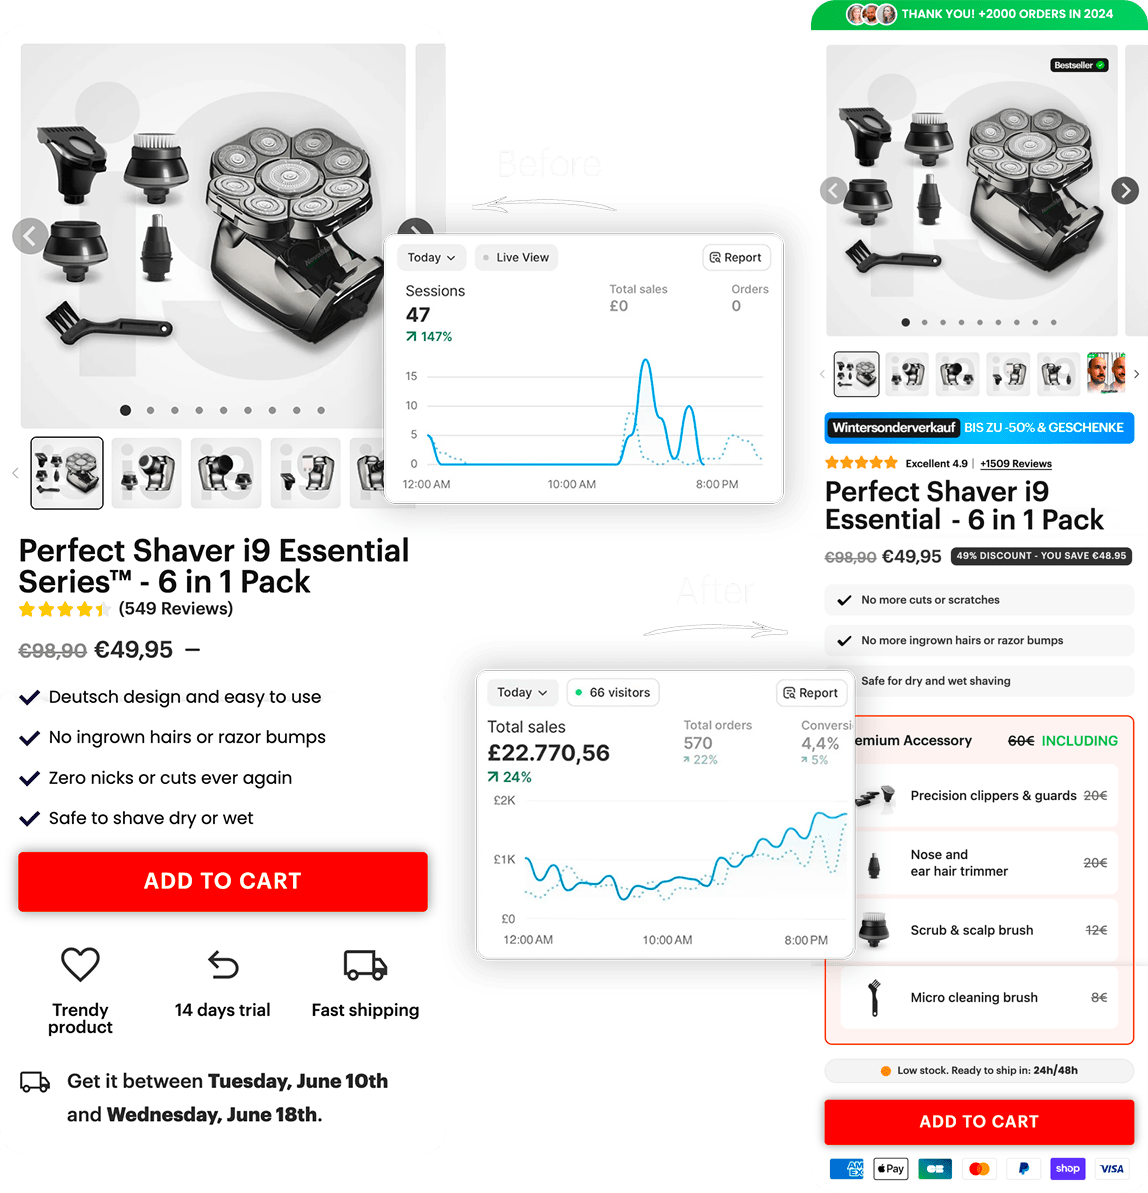 THANK YOU! +2000 ORDERS IN 2024
Bestseller
Before
Today
Live View
Report
Sessions
47
147%
Total sales
£0
Orders
0
15
10
5
0
12:00 AM
10:00 AM
8:00 PM
Perfect Shaver i9 Essential
Series™ - 6 in 1 Pack
(549 Reviews)
€98,90 €49,95 –
Deutsch design and easy to use
No ingrown hairs or razor bumps
Zero nicks or cuts ever again
Safe to shave dry or wet
ADD TO CART
Trendy
product
14 days trial
Fast shipping
Get it between Tuesday, June 10th
and Wednesday, June 18th.
After
Today
66 visitors
Report
Total sales
£22.770,56
24%
Total orders
570
22%
Conversi
4,4%
5%
£2K
£1K
£0
12:00 AM
10:00 AM
8:00 PM
Wintersonderverkauf BIS ZU -50% & GESCHENKE
Excellent 4.9 | +1509 Reviews
Perfect Shaver i9
Essential - 6 in 1 Pack
€98,90 €49,95 49% DISCOUNT - YOU SAVE €48.95
No more cuts or scratches
No more ingrown hairs or razor bumps
Safe for dry and wet shaving
emium Accessory 60€ INCLUDING
Precision clippers & guards 20€
Nose and
ear hair trimmer 20€
Scrub & scalp brush 12€
Micro cleaning brush 8€
Low stock. Ready to ship in: 24h/48h
ADD TO CART
AMEX
Pay
shop
VISA